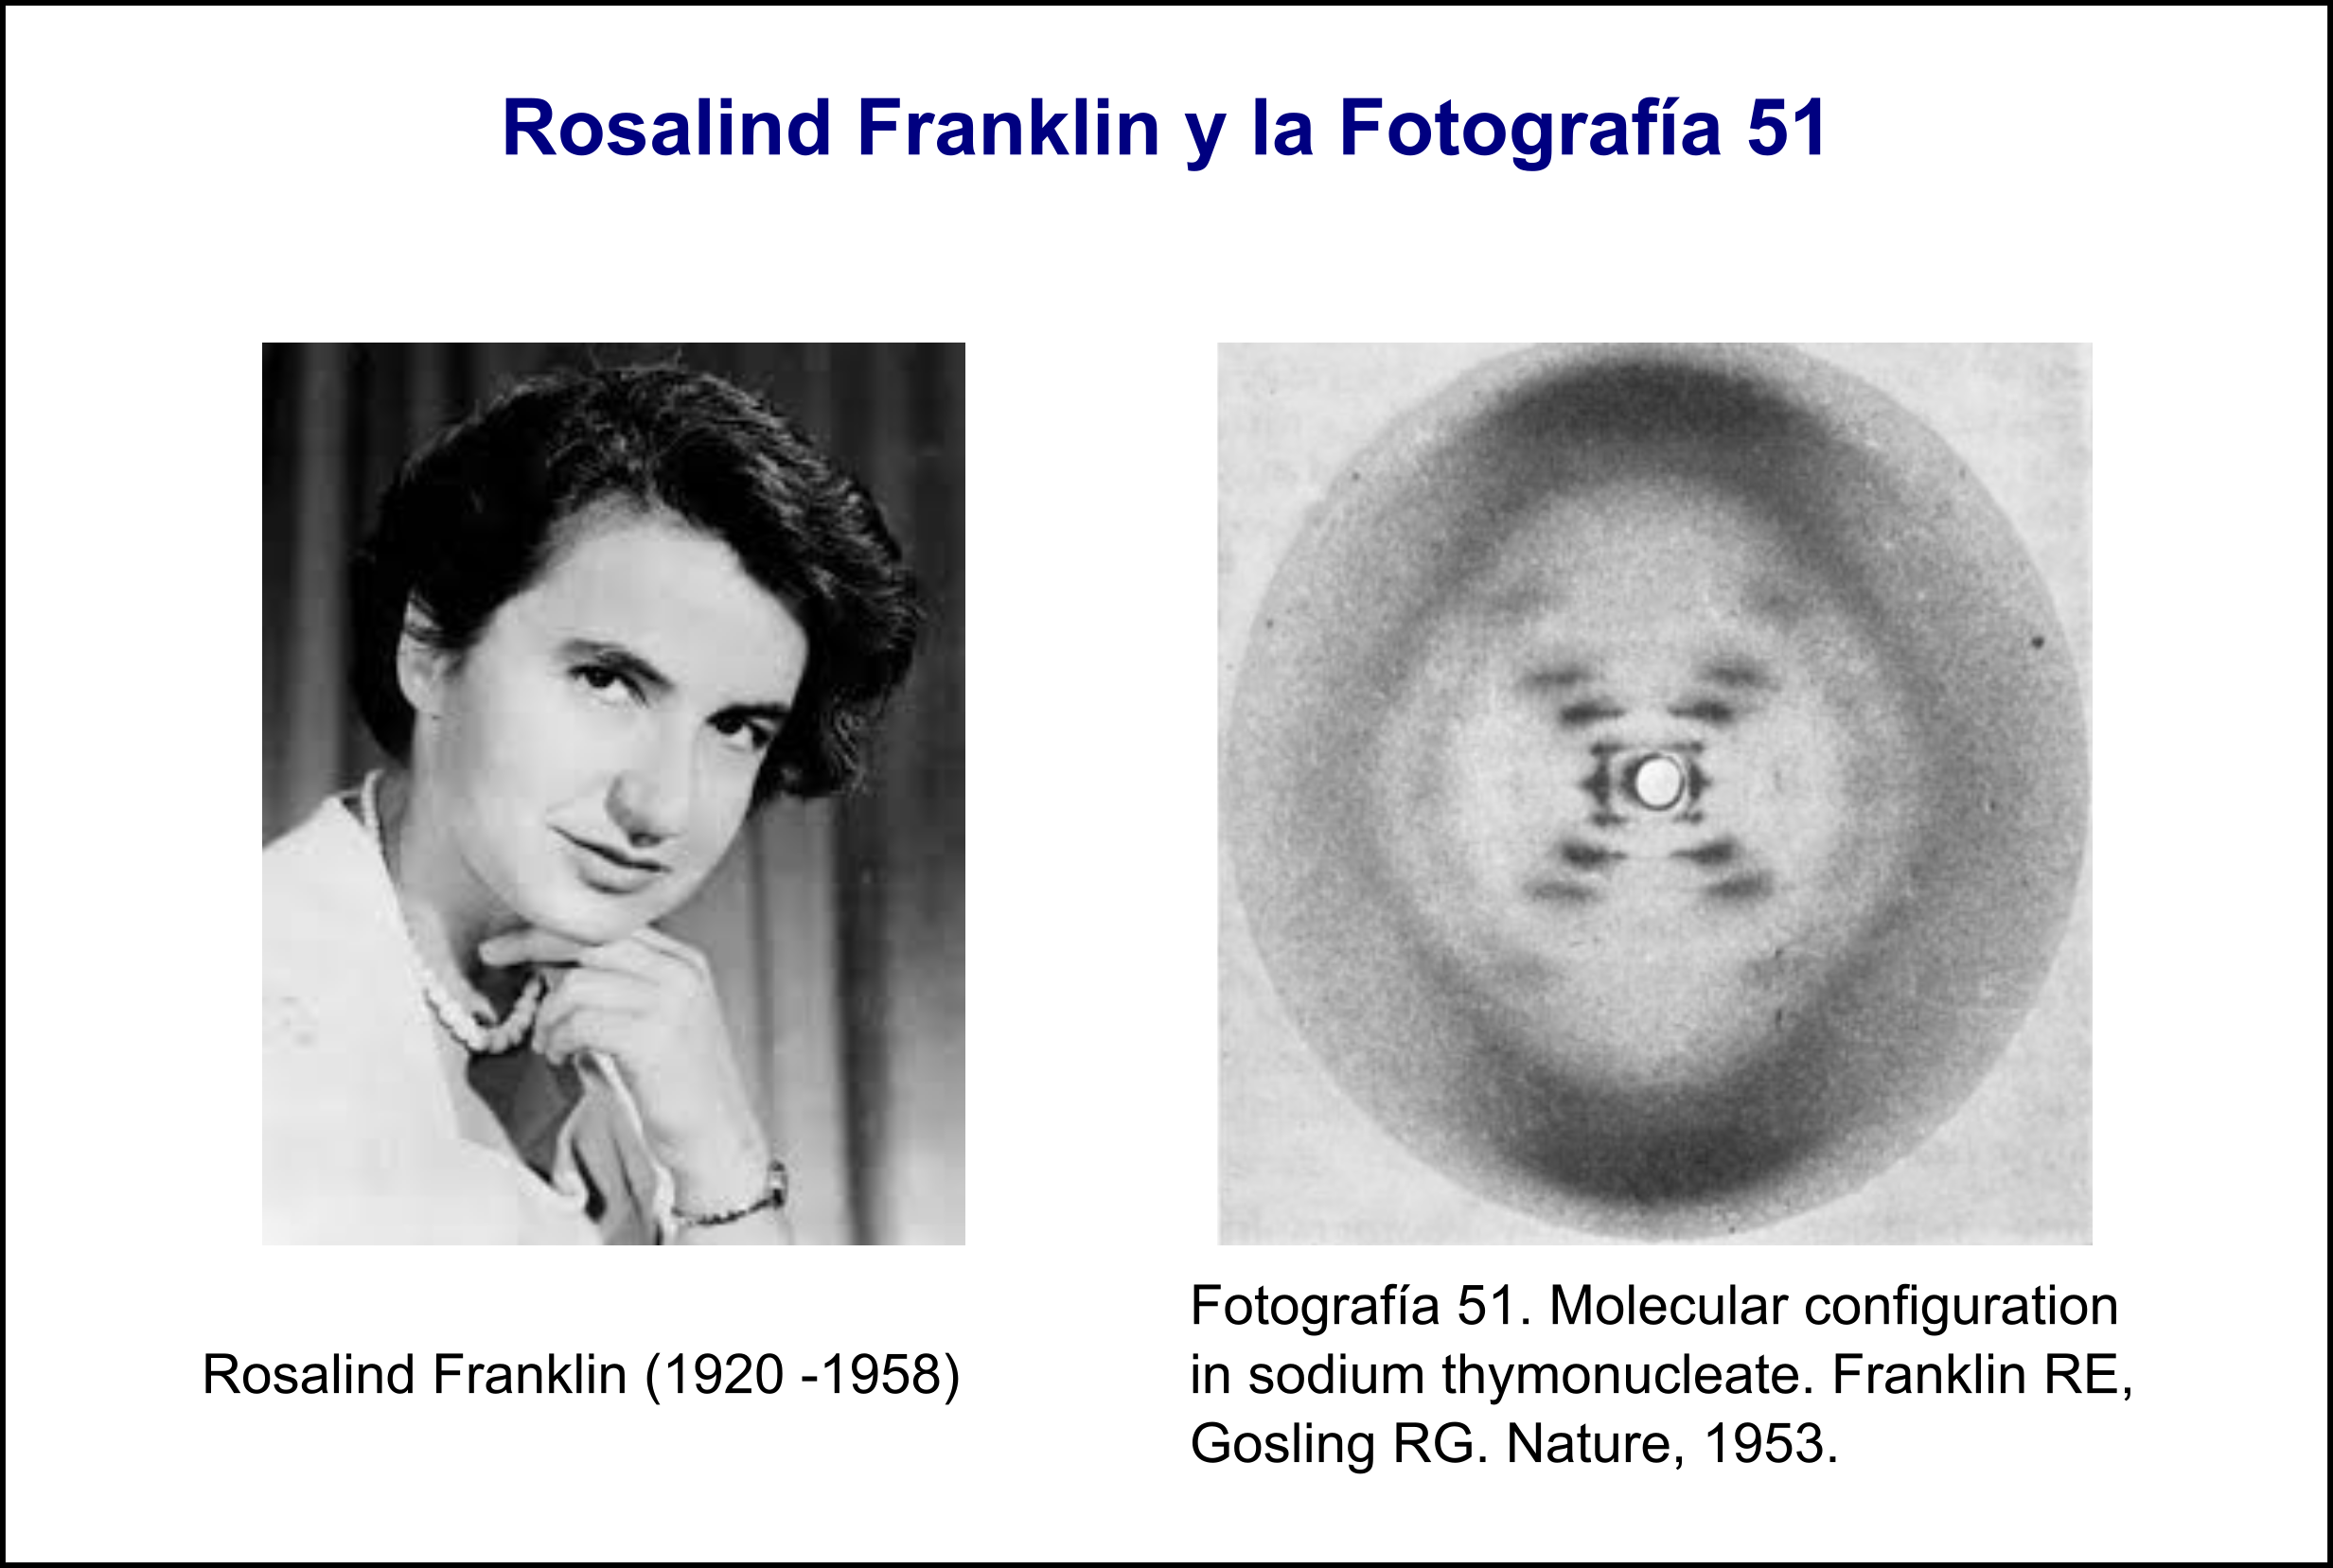 Rosalind Franklin y la Fotografía 51
Rosalind Franklin (1920 -1958)
Fotografía 51. Molecular configuration
in sodium thymonucleate. Franklin RE,
Gosling RG. Nature, 1953.